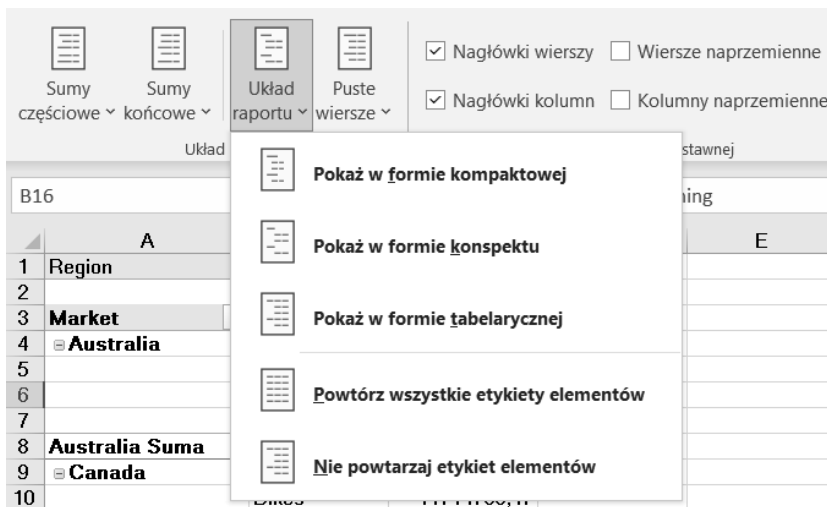 Sumy częściowe
Sumy końcowe
Układ raportu
Puste wiersze
Nagłówki wierszy
Wiersze naprzemienne
Nagłówki kolumn
Kolumny naprzemienne
Układ
Pokaż w formie kompaktowej
Pokaż w formie konspektu
Pokaż w formie tabelarycznej
Powtórz wszystkie etykiety elementów
Nie powtarzaj etykiet elementów
B16
A
E
1 Region
2
3 Market
4 Australia
5
6
7
8 Australia Suma
9 Canada
10